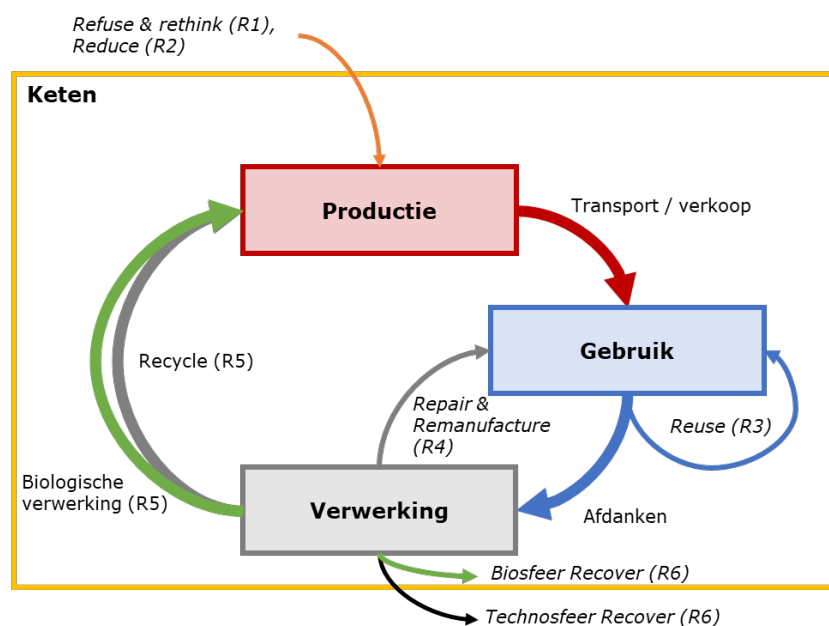 Refuse & rethink (R1),
Reduce (R2)
Keten
Productie
Transport / verkoop
Gebruik
Recycle (R5)
Repair &
Remanufacture
(R4)
Reuse (R3)
Biologische
verwerking (R5)
Verwerking
Afdanken
Biosfeer Recover (R6)
Technosfeer Recover (R6)